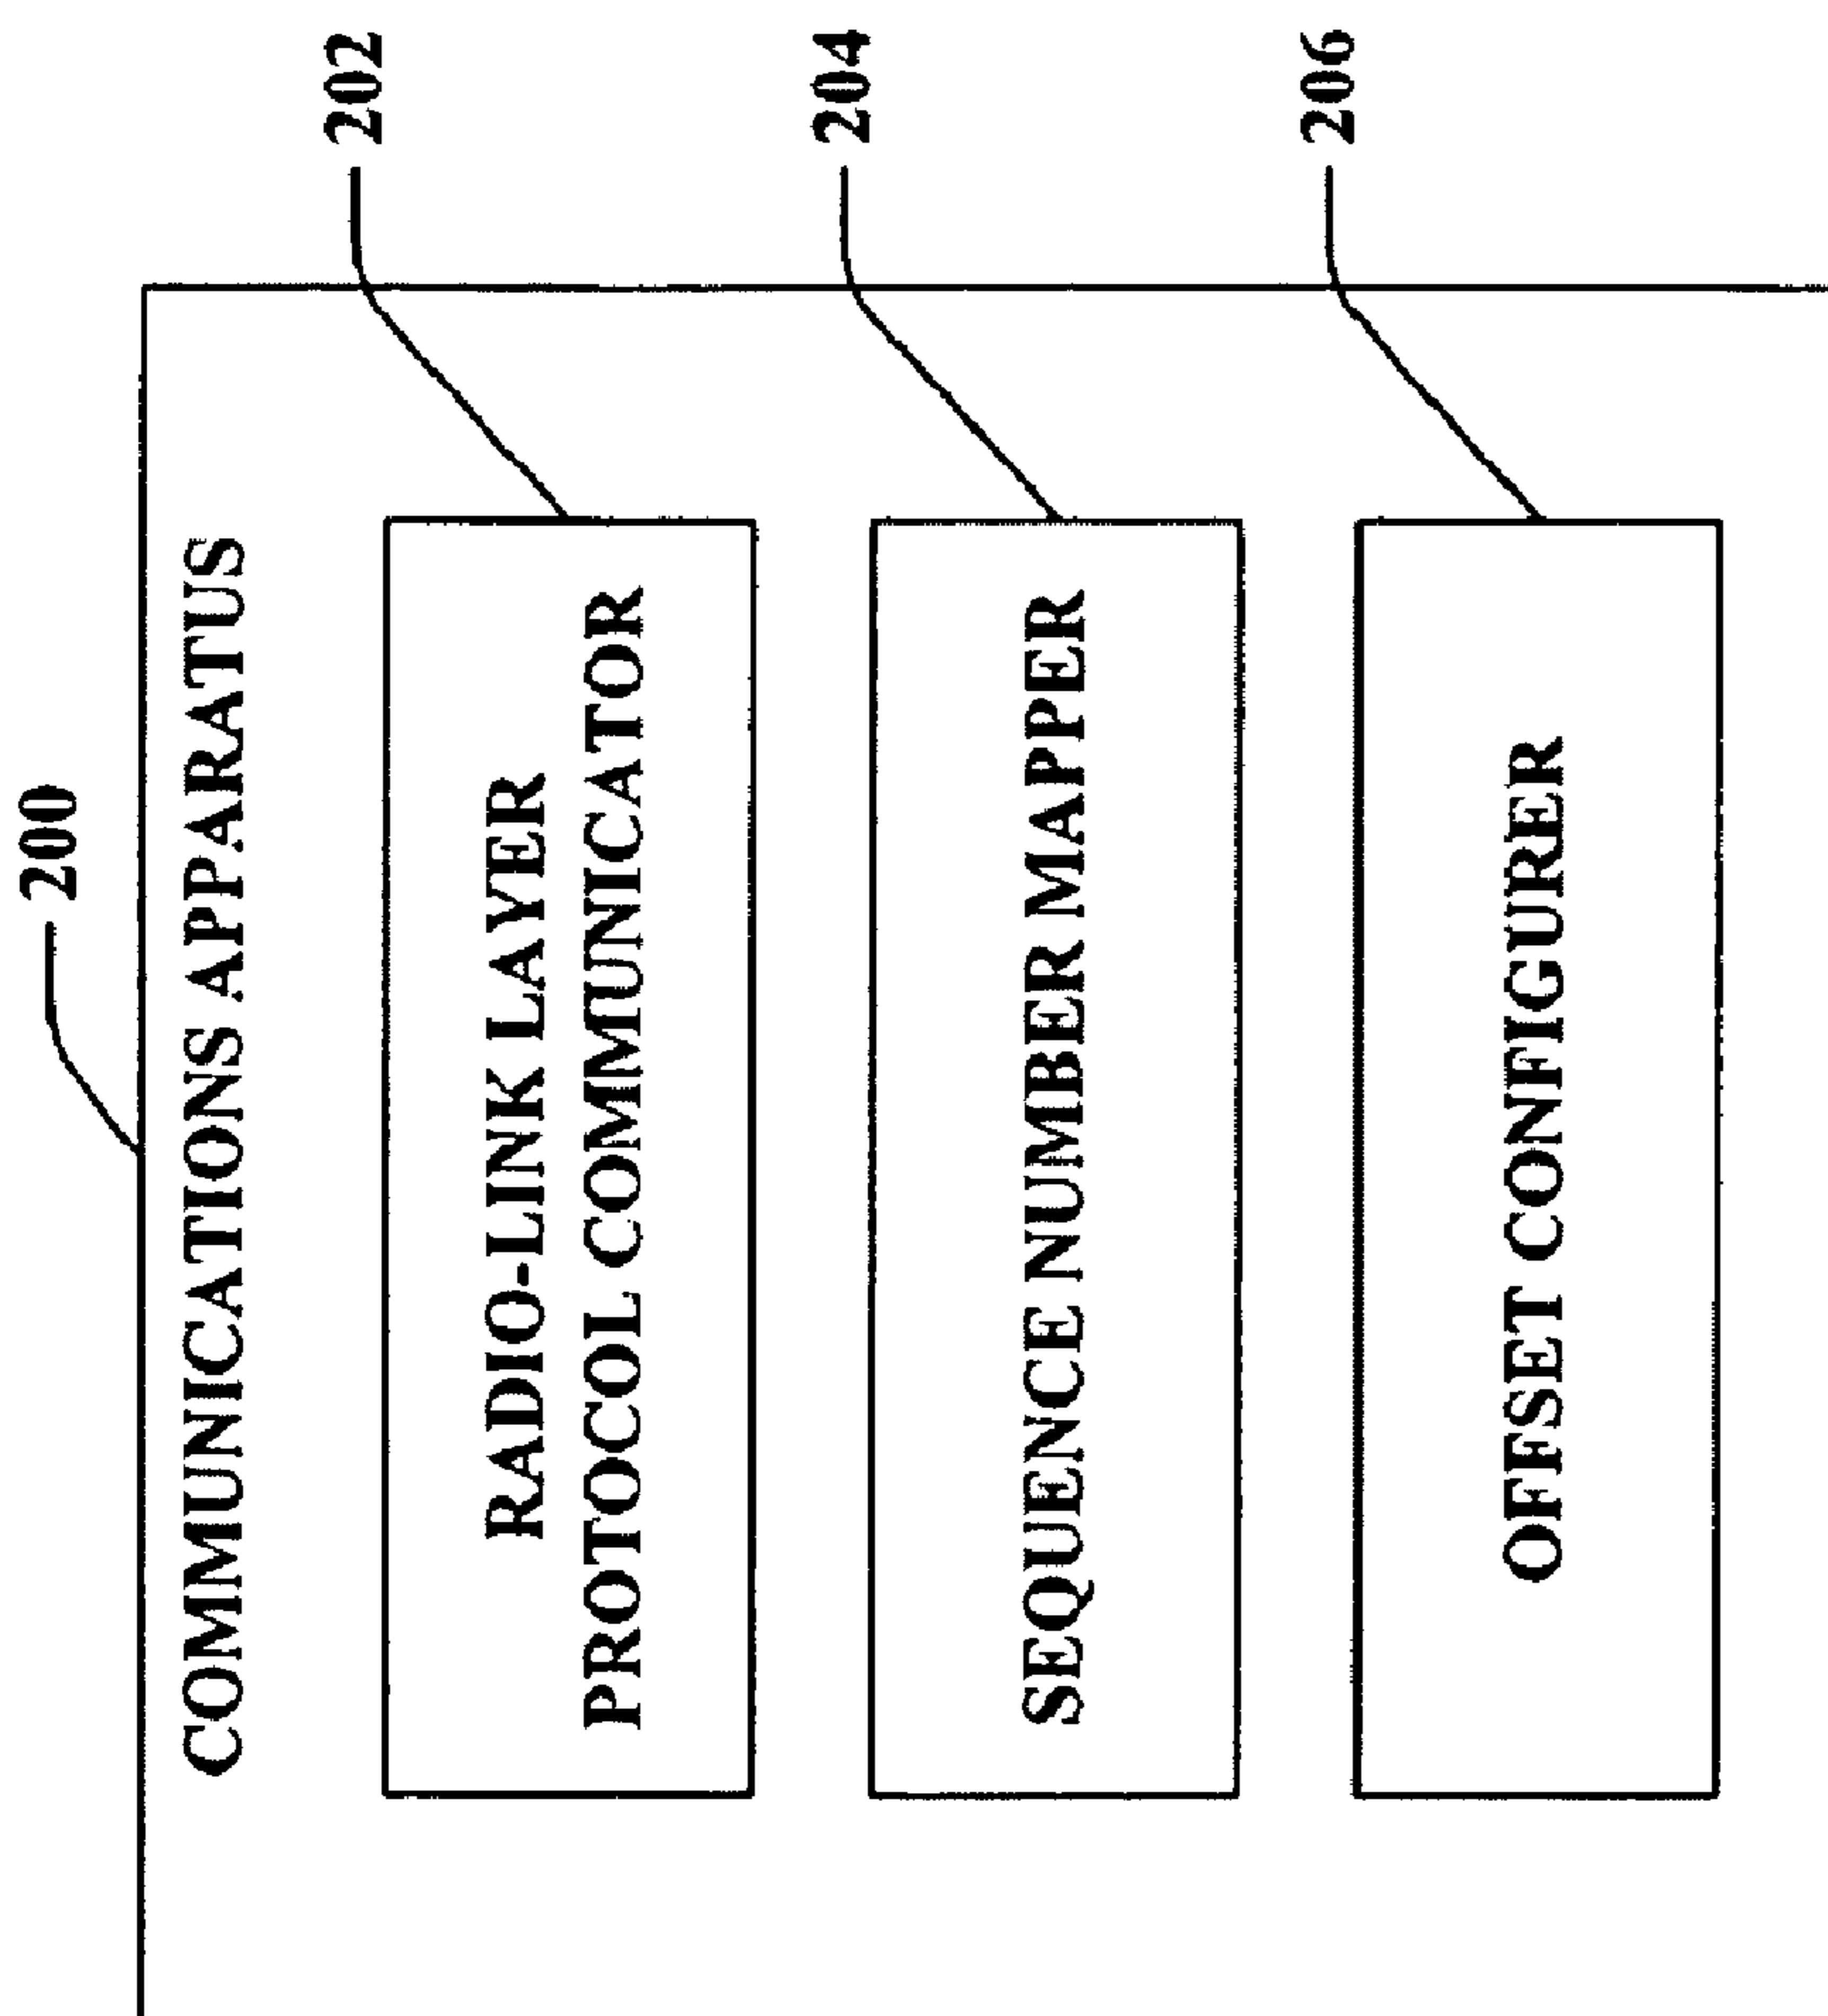 200
COMMUNICATIONS APPARATUS
202
RADIO-LINK LAYER
PROTOCOL COMMUNICATOR
204
SEQUENCE NUMBER MAPPER
206
OFFSET CONFIGURER